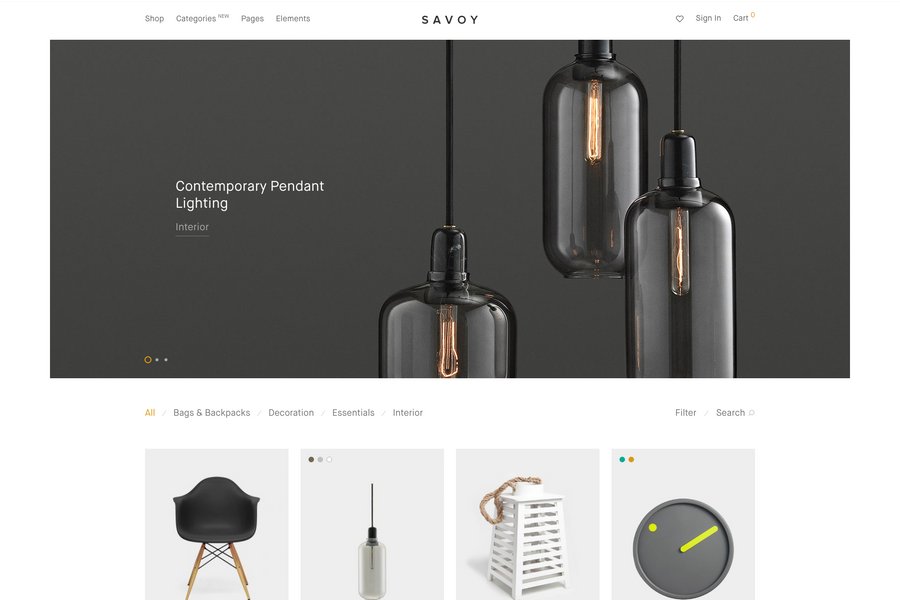 Shop Categories NEW Pages Elements SAVOY Sign In Cart 0
Contemporary Pendant
Lighting
Interior
All / Bags & Backpacks / Decoration / Essentials / Interior Filter / Search